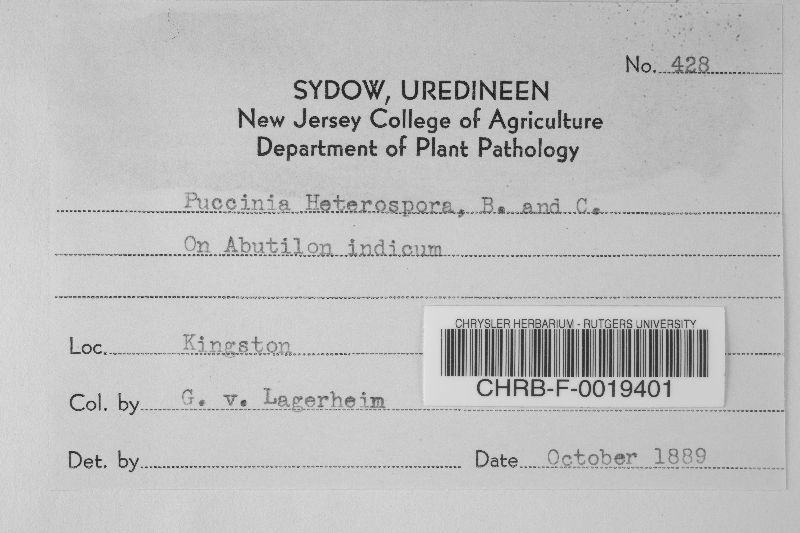 No. 428
SYDOW, UREDINEEN
New Jersey College of Agriculture
Department of Plant Pathology
Puccinia Heterospora, B. and C.
On Abutilon indicum
Loc. Kingston
CHRYSLER HERBARIUM - RUTGERS UNIVERSITY
CHRB-F-0019401
Col. by G. v. Lagerheim
Det. by
Date October 1889